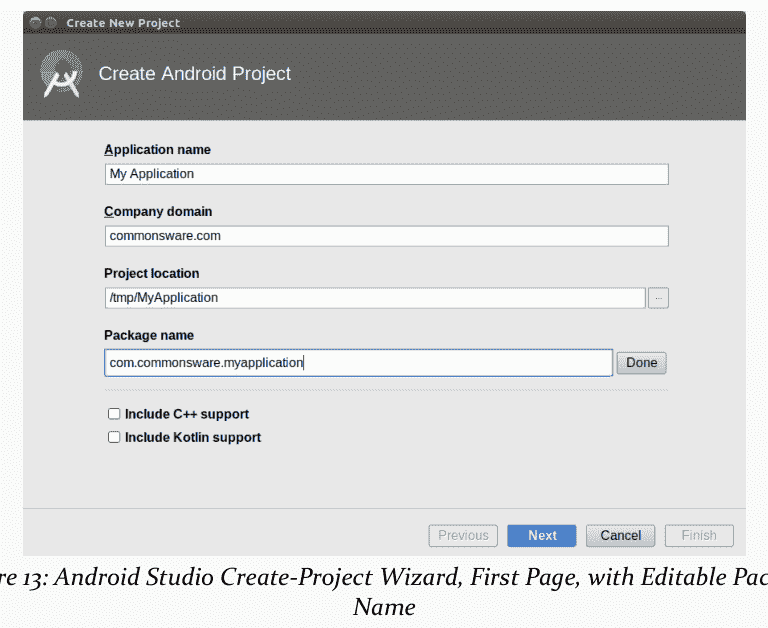 Create New Project
Create Android Project
Application name
My Application
Company domain
commonsware.com
Project location
/tmp/MyApplication
...
Package name
com.commonsware.myapplication
Done
Include C++ support
Include Kotlin support
Previous
Next
Cancel
Finish
re 13: Android Studio Create-Project Wizard, First Page, with Editable Pac
Name